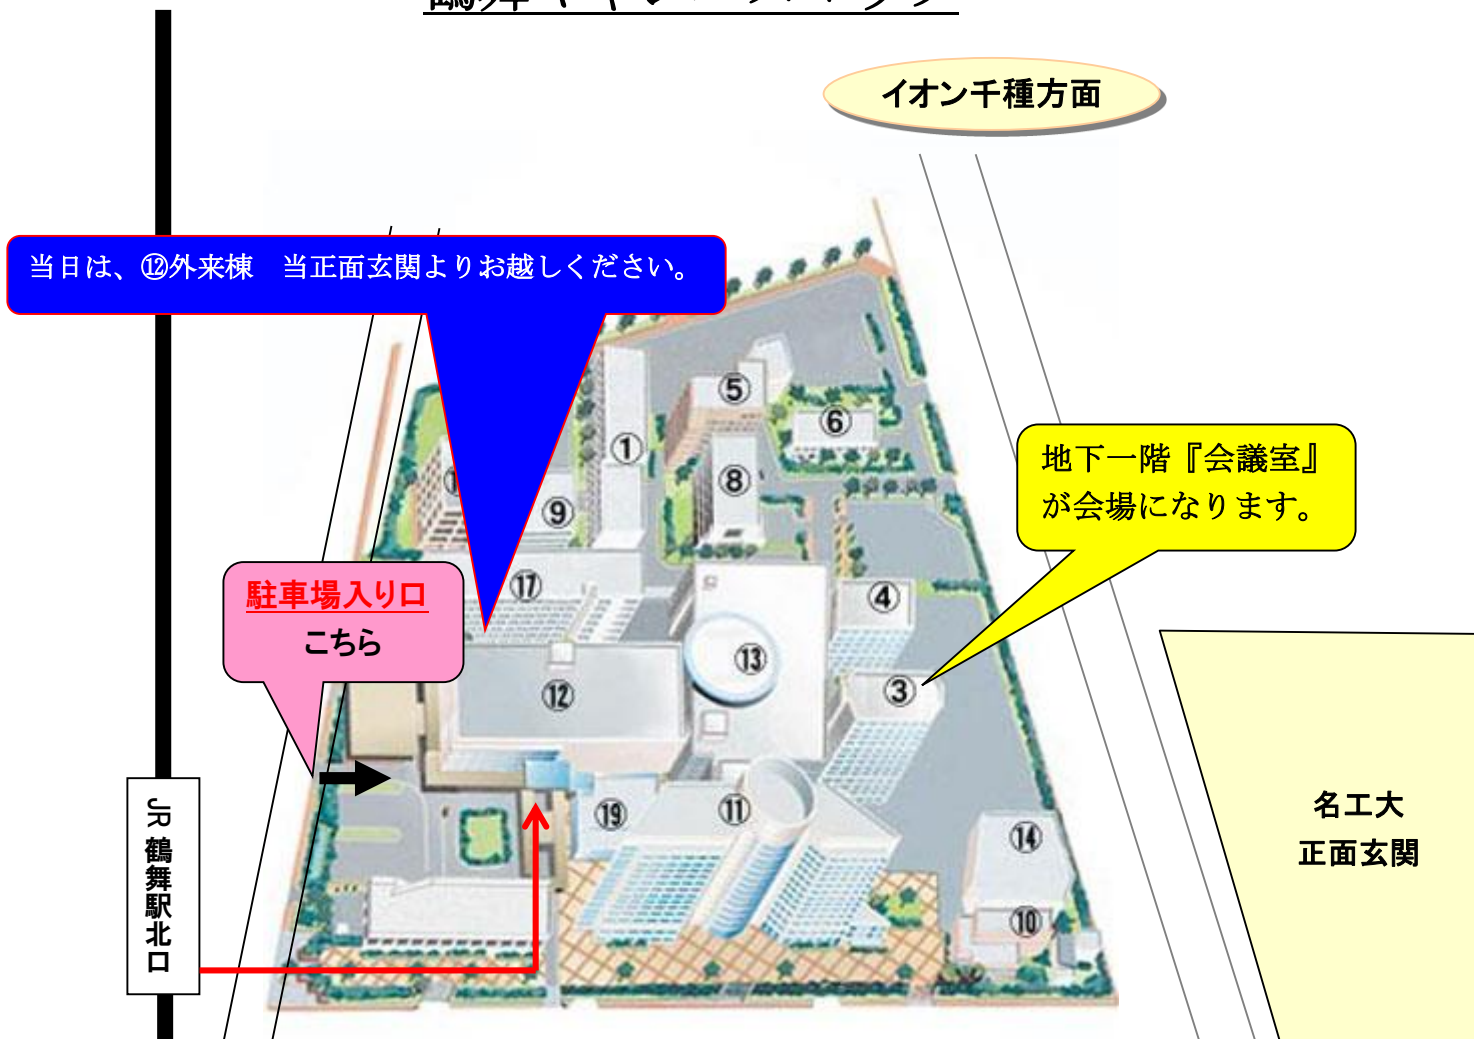 イオン千種方面
当日は、⑫外来棟　当正面玄関よりお越しください。
⑤
⑥
①
地下一階『会議室』
が会場になります。
⑧
⑨
駐車場入り口
こちら
⑰
④
⑬
⑫
③
⑲
⑪
⑭
⑩
JR 鶴舞駅北口
名工大
正面玄関